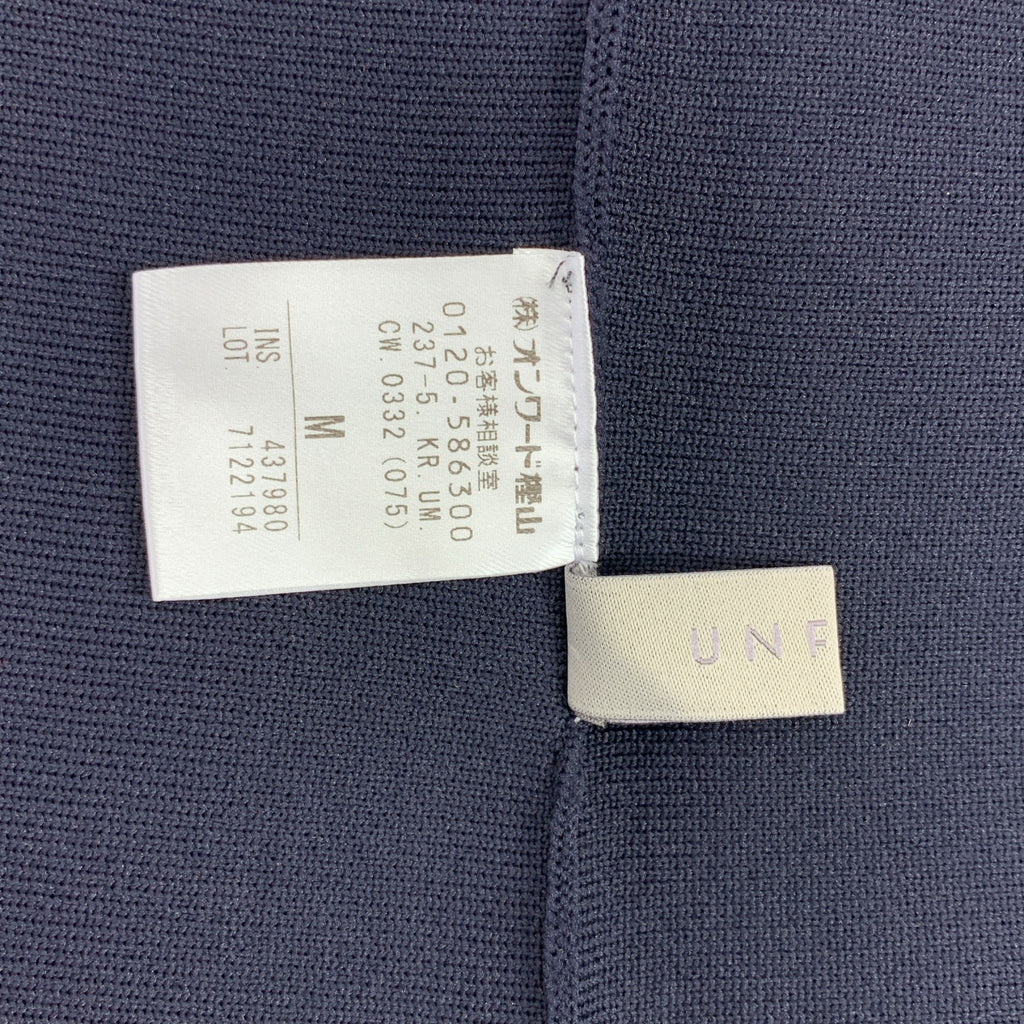 (株)オンワード樫山
お客様相談室
0120-586300
237-5. KR. UM.
CW. 0332 (075)
M
INS. 437980
LOT. 7122194
UNF